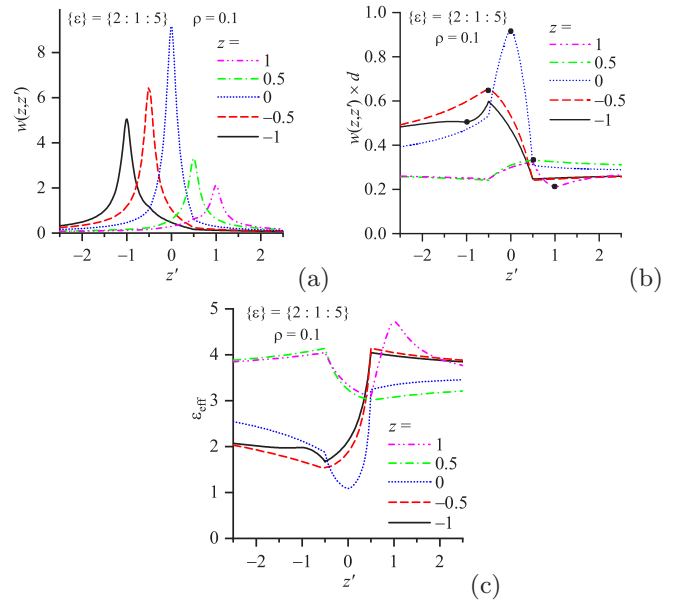 {ε} = {2 : 1 : 5}
ρ = 0.1
z =
1
0.5
0
−0.5
−1
w(z,z′)
8
6
4
2
0
−2
−1
0
1
2
z′
(a)
{ε} = {2 : 1 : 5}
ρ = 0.1
z =
1
0.5
0
−0.5
−1
w(z,z′) × d
1.0
0.8
0.6
0.4
0.2
0.0
−2
−1
0
1
2
z′
(b)
{ε} = {2 : 1 : 5}
ρ = 0.1
z =
1
0.5
0
−0.5
−1
ε_eff
5
4
3
2
1
0
−2
−1
0
1
2
z′
(c)